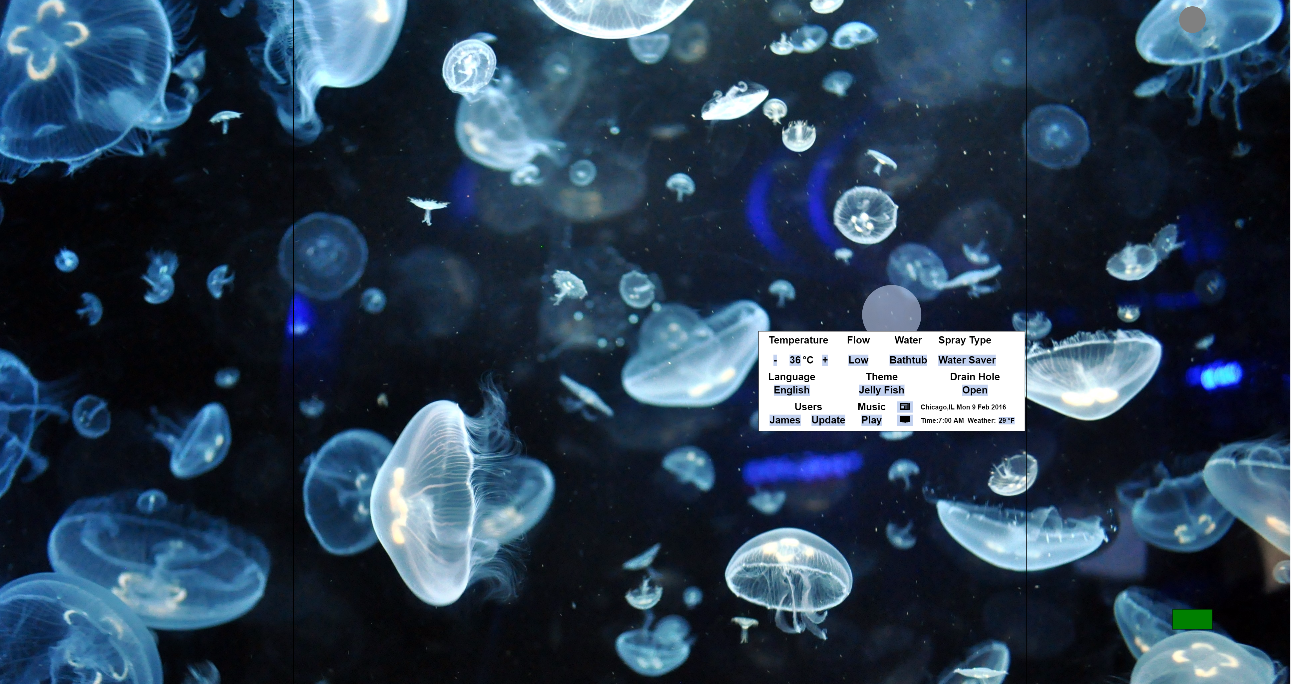 Temperature Flow Water Spray Type
- 36 °C + Low Bathtub Water Saver
Language Theme Drain Hole
English Jelly Fish Open
Users Music Chicago,IL Mon 9 Feb 2016
James Update Play Time:7:00 AM Weather: 29 °F